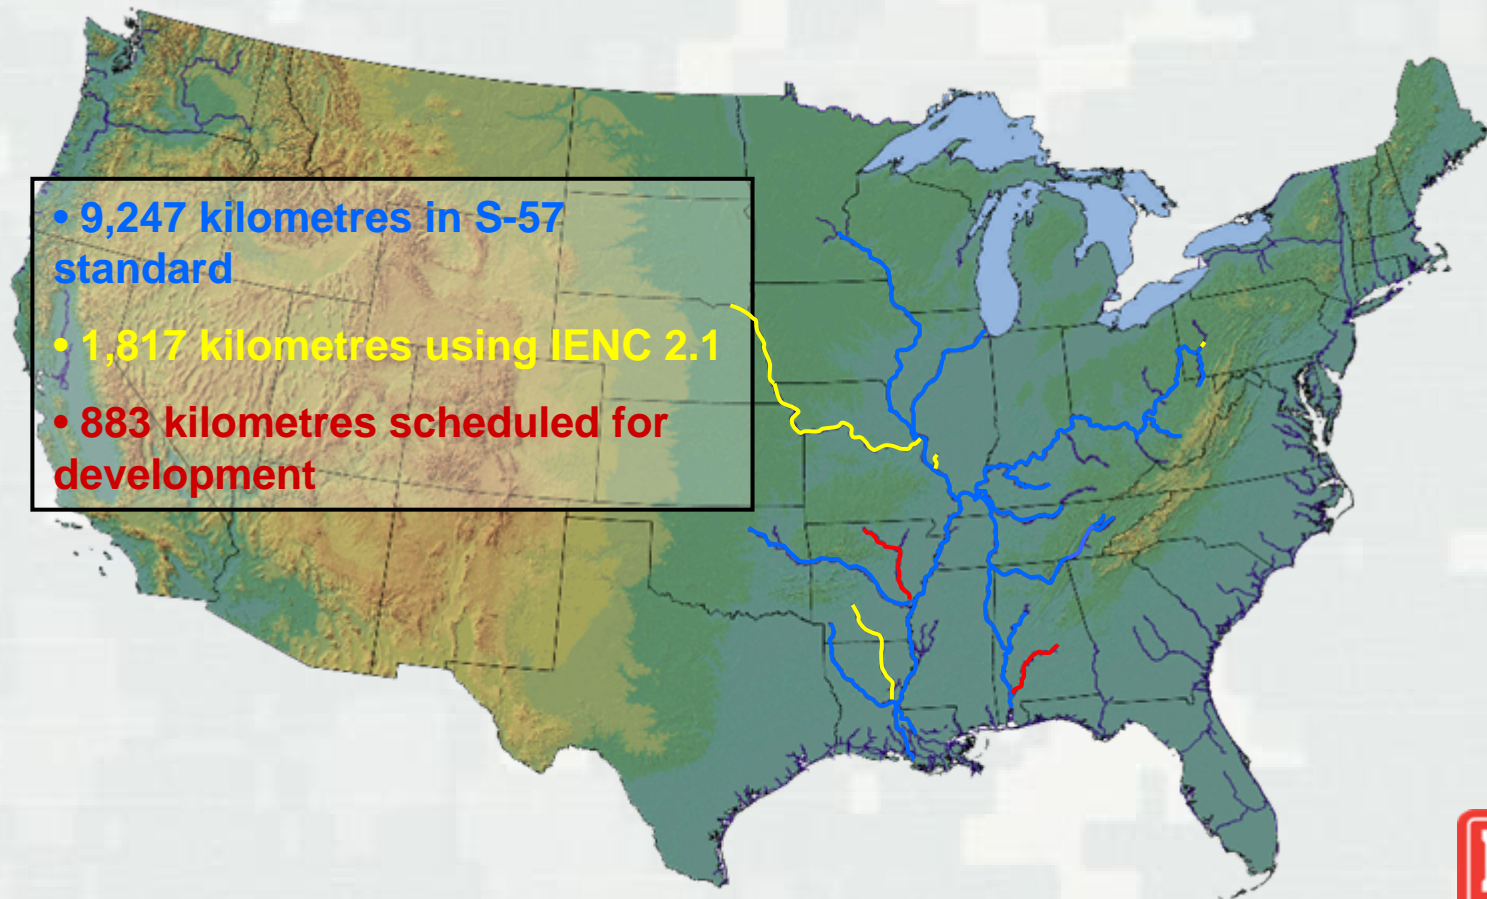 • 9,247 kilometres in S-57
standard
• 1,817 kilometres using IENC 2.1
• 883 kilometres scheduled for
development